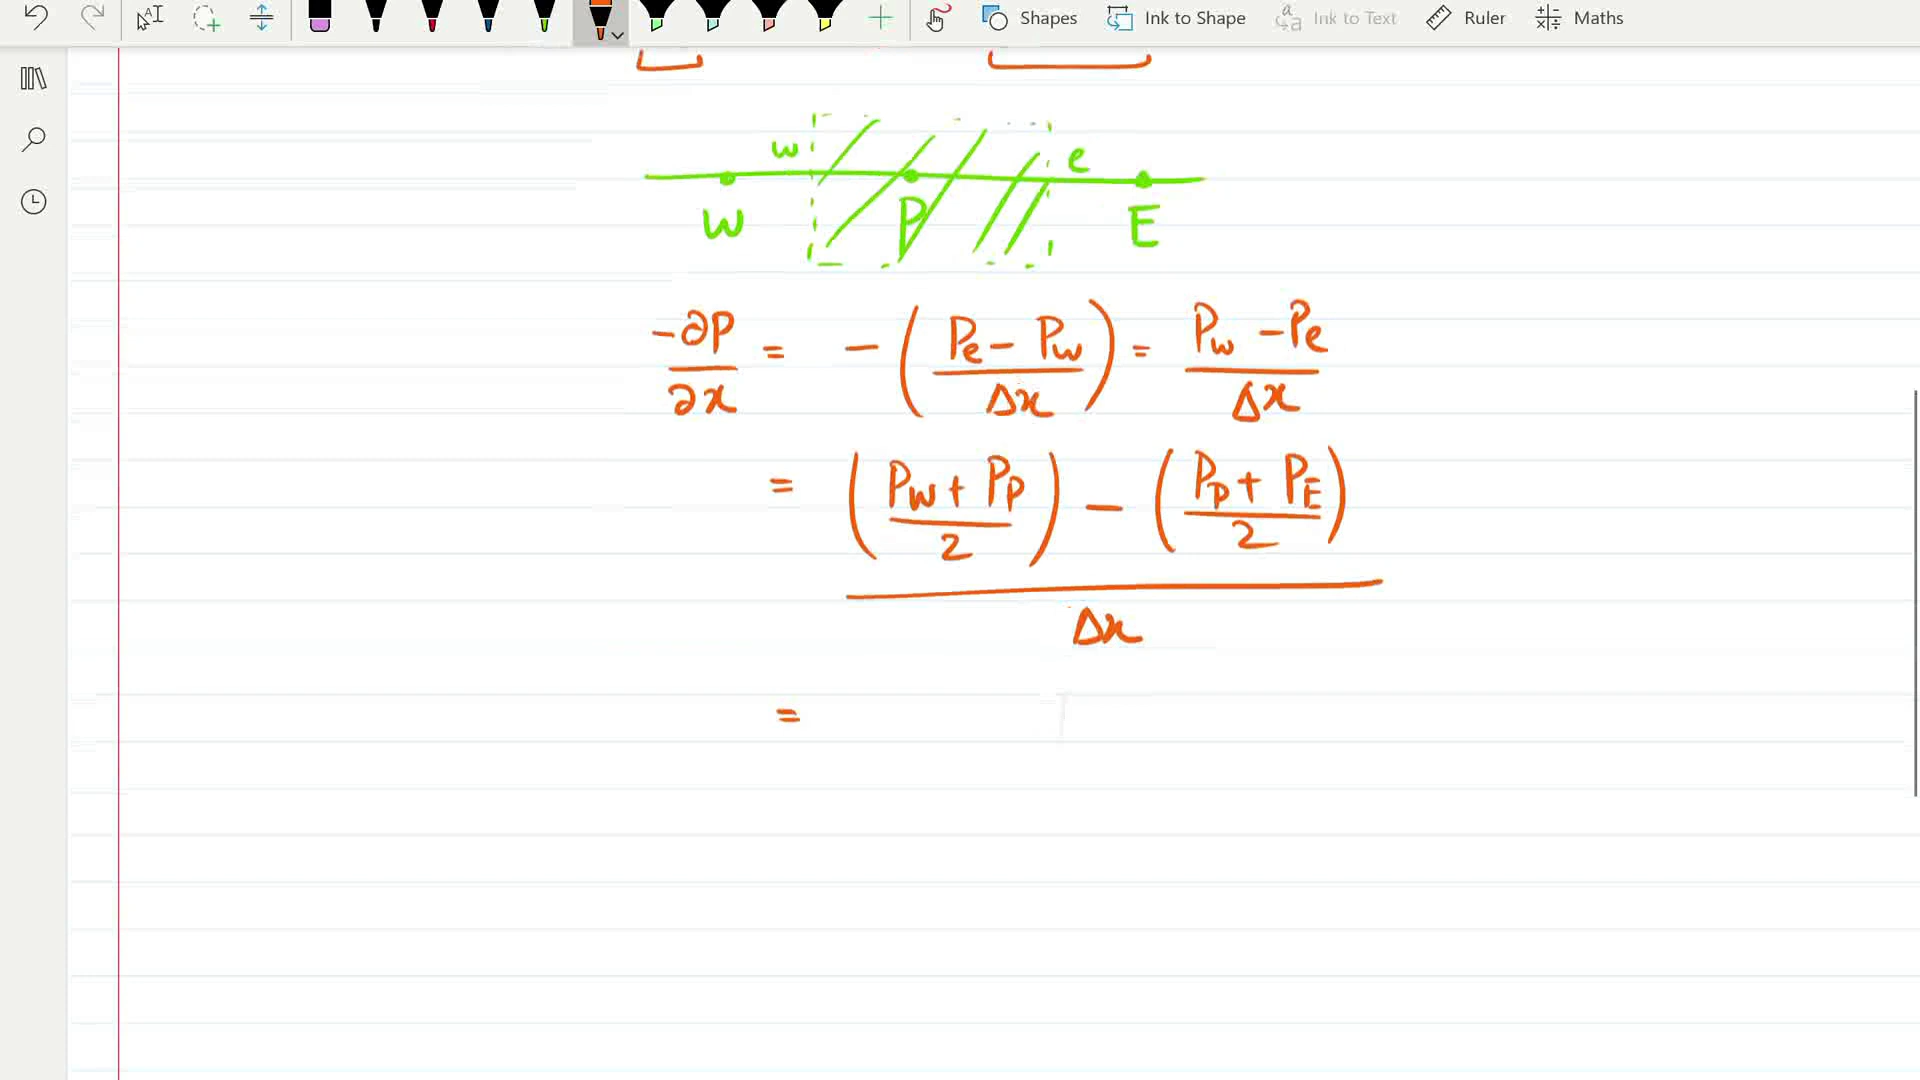 Shapes Ink to Shape Ink to Text Ruler Maths
w e
W P E
-∂P/∂x = -(Pe - Pw/Δx) = Pw - Pe/Δx
= (PW + PP/2) - (PP + PE/2)
Δx
=